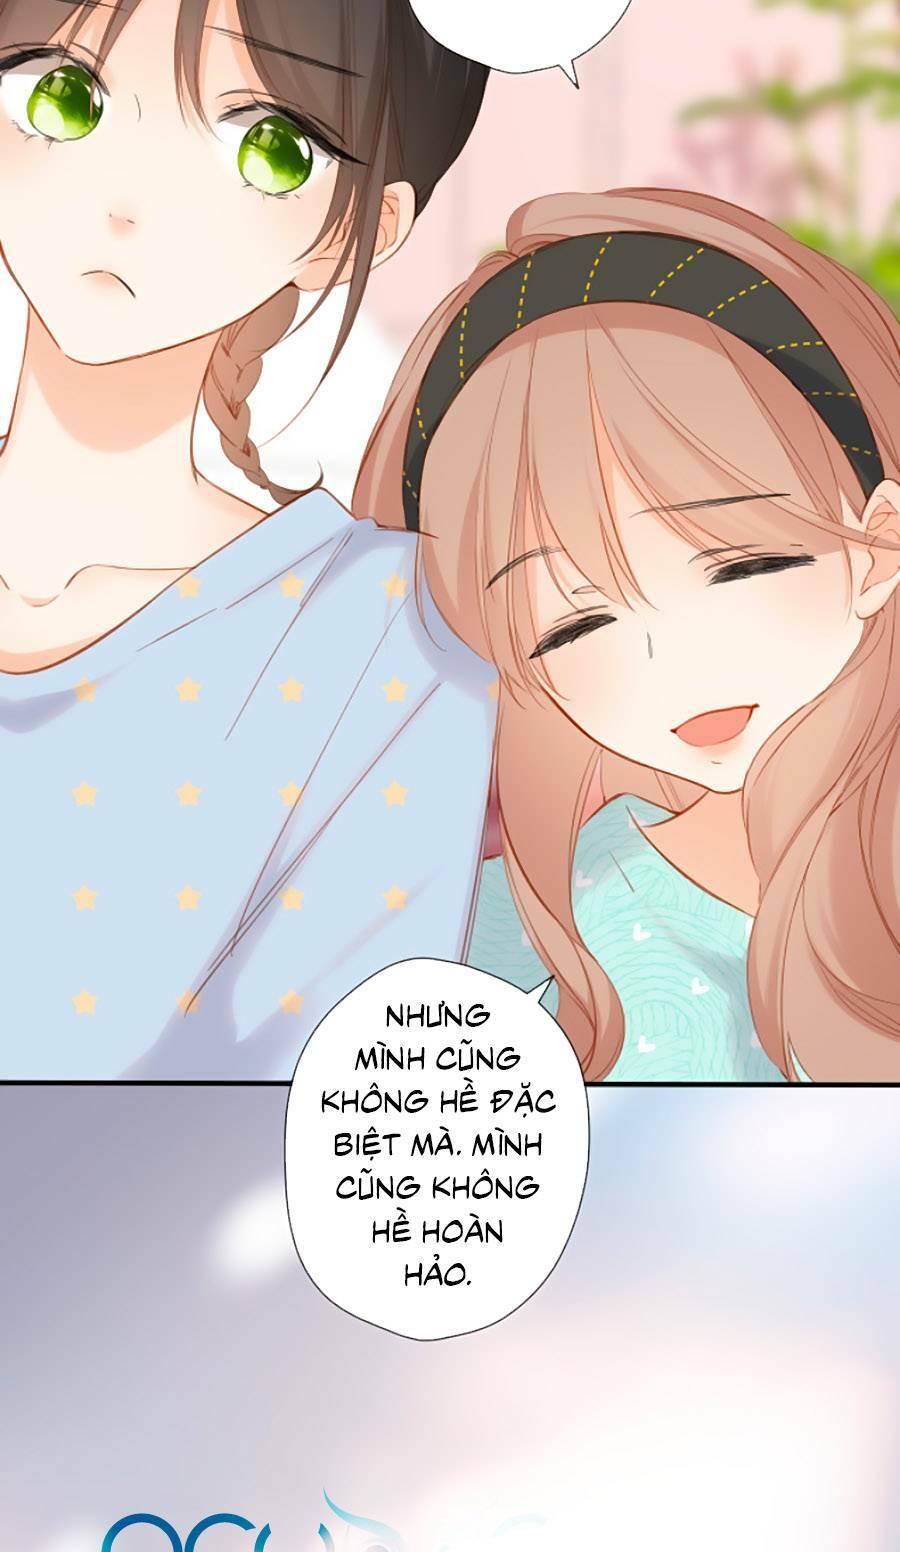 NHƯNG
MÌNH CŨNG
KHÔNG HỀ ĐẶC
BIỆT MÀ. MÌNH
CŨNG KHÔNG
HỀ HOÀN
HẢO.